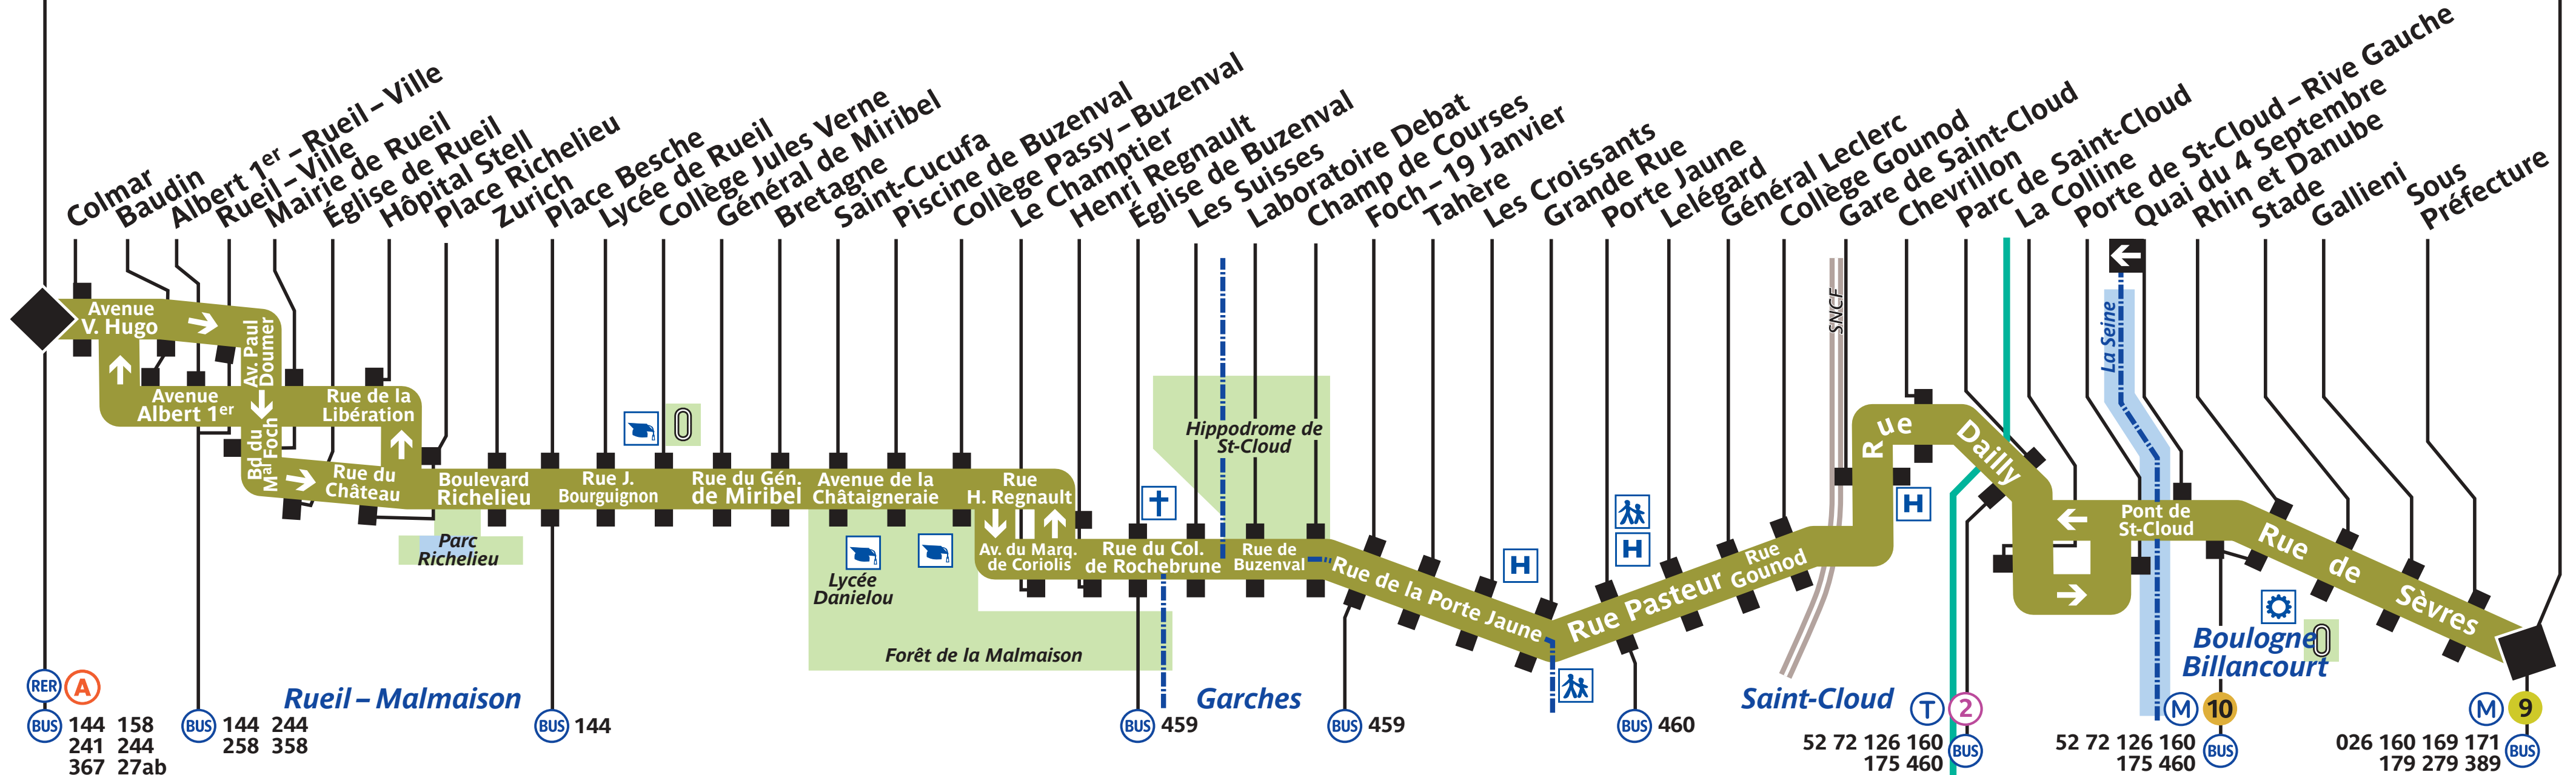 Colmar
Baudin
Albert 1er – Rueil – Ville
Rueil – Ville
Mairie de Rueil
Église de Rueil
Hôpital Stell
Place Richelieu
Zurich
Place Besche
Lycée de Rueil
Collège Jules Verne
Général de Miribel
Bretagne
Saint-Cucufa
Piscine de Buzenval
Collège Passy – Buzenval
Le Champtier
Henri Regnault
Église de Buzenval
Les Suisses
Laboratoire Debat
Champ de Courses
Foch – 19 Janvier
Tahère
Les Croissants
Grande Rue
Porte Jaune
Lelégard
Général Leclerc
Collège Gounod
Gare de Saint-Cloud
Chevrillon
Parc de Saint-Cloud
La Colline
Porte de St-Cloud – Rive Gauche
Quai du 4 Septembre
Rhin et Danube
Stade
Gallieni
Sous
Préfecture
Avenue
V. Hugo
Av. Paul
Doumer
Avenue
Albert 1er
Rue de la
Libération
Bd du
Mal Foch
Rue du
Château
Boulevard
Richelieu
Rue J.
Bourguignon
Rue du Gén.
de Miribel
Avenue de la
Châtaigneraie
Rue
H. Regnault
Av. du Marq.
de Coriolis
Rue du Col.
de Rochebrune
Rue de
Buzenval
Rue de la Porte Jaune
Rue Pasteur
Rue
Gounod
Rue
Dailly
Pont de
St-Cloud
Rue de Sèvres
Parc
Richelieu
Lycée
Danielou
Forêt de la Malmaison
Hippodrome de
St-Cloud
H
H
SNCF
H
La Seine
Rueil – Malmaison
Garches
Saint-Cloud
Boulogne
Billancourt
RER A
BUS 144 158
241 244
367 27ab
BUS 144 244
258 358
BUS 144
BUS 459
BUS 459
BUS 460
T 2
52 72 126 160
175 460 BUS
M 10
52 72 126 160
175 460 BUS
M 9
026 160 169 171
179 279 389 BUS